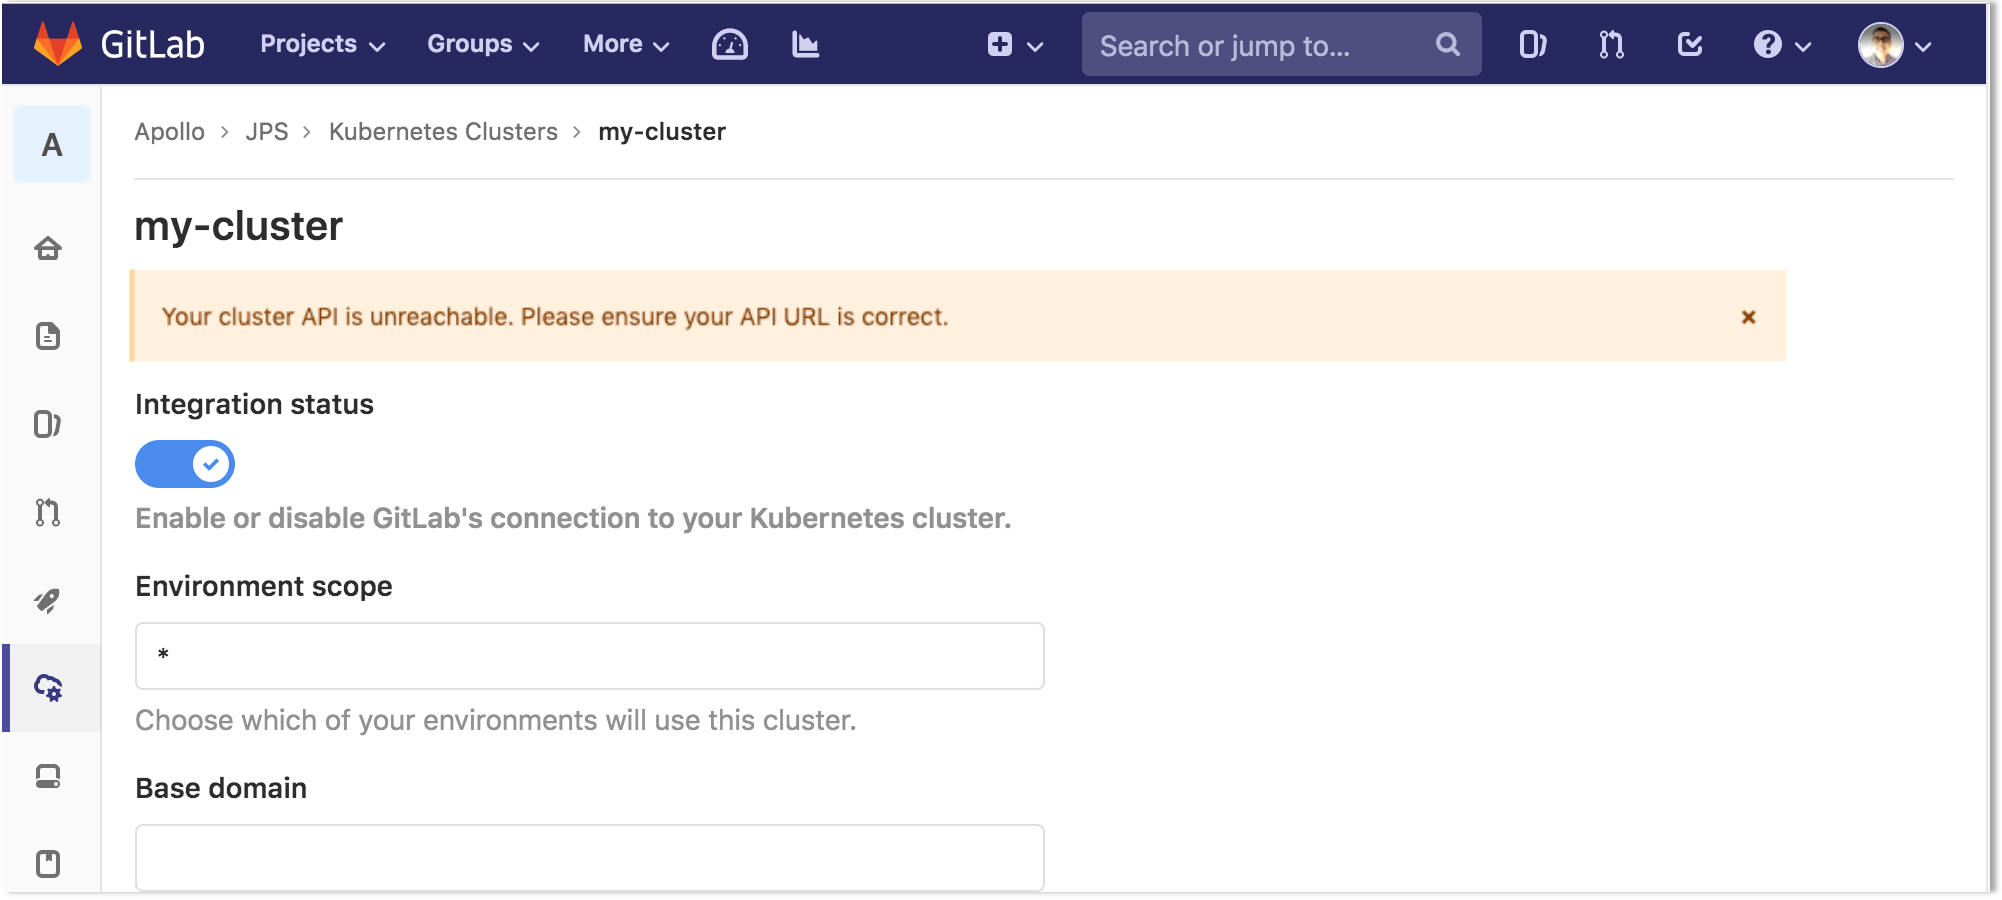 GitLab Projects Groups More Search or jump to...
A
Apollo > JPS > Kubernetes Clusters > my-cluster
my-cluster
Your cluster API is unreachable. Please ensure your API URL is correct.
Integration status
Enable or disable GitLab's connection to your Kubernetes cluster.
Environment scope
*
Choose which of your environments will use this cluster.
Base domain